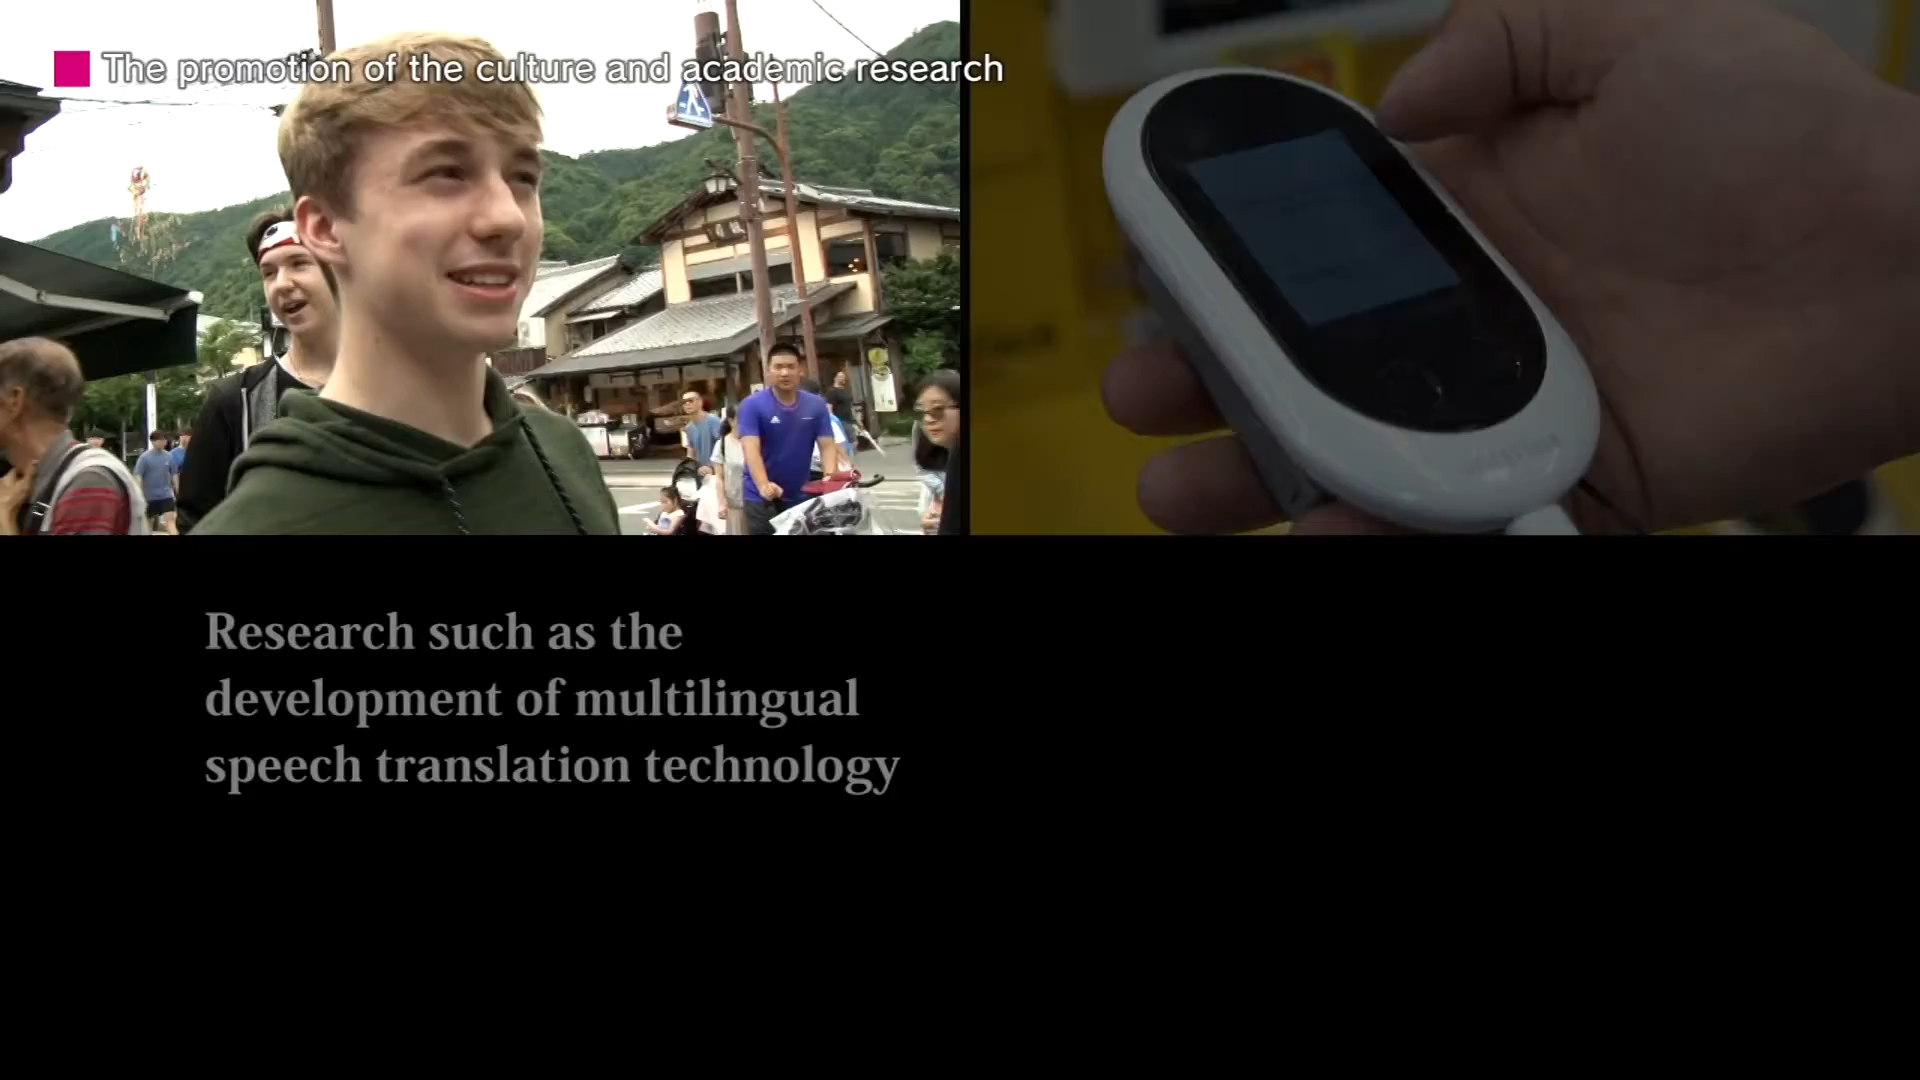 The promotion of the culture and academic research
Research such as the
development of multilingual
speech translation technology